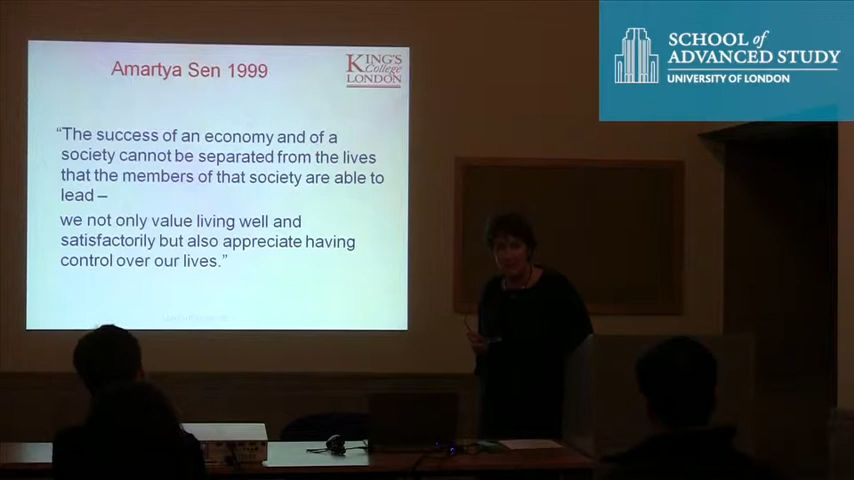 Amartya Sen 1999
KING'S
College
LONDON
“The success of an economy and of a
society cannot be separated from the lives
that the members of that society are able to
lead –
we not only value living well and
satisfactorily but also appreciate having
control over our lives.”
SCHOOL of
ADVANCED STUDY
UNIVERSITY OF LONDON